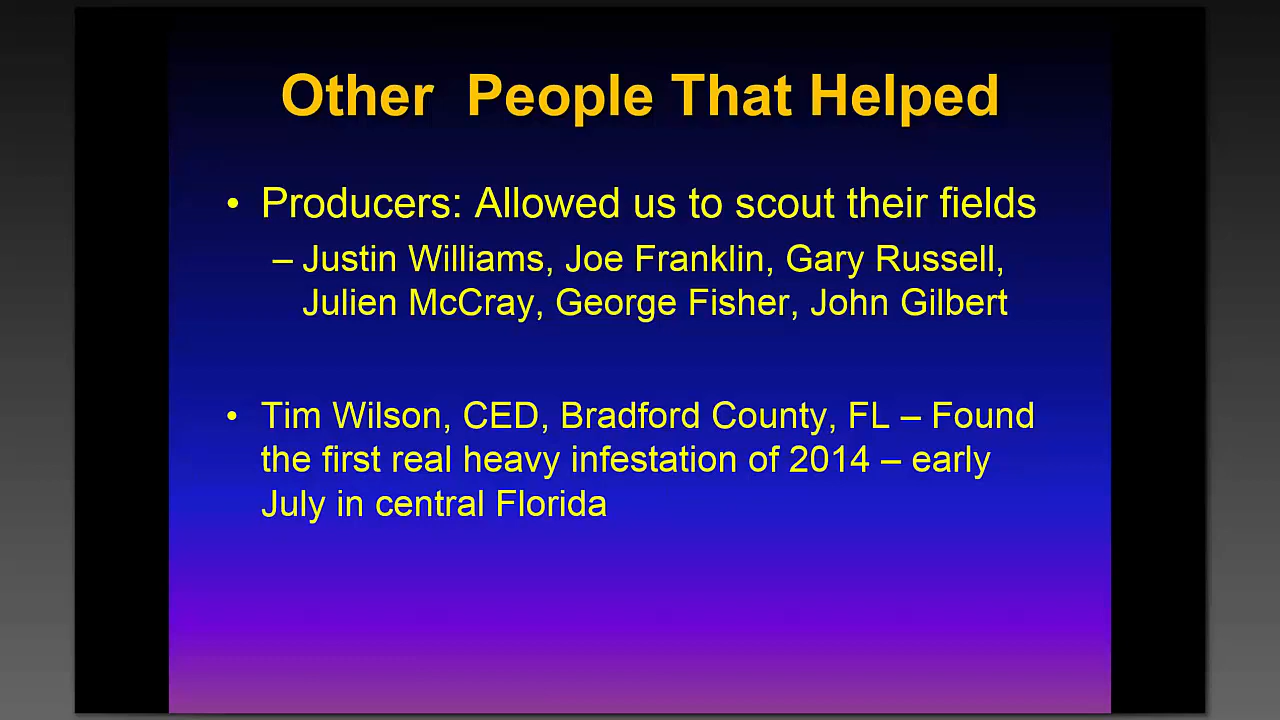 Other  People That Helped
• Producers: Allowed us to scout their fields
– Justin Williams, Joe Franklin, Gary Russell,
Julien McCray, George Fisher, John Gilbert
• Tim Wilson, CED, Bradford County, FL – Found
the first real heavy infestation of 2014 – early
July in central Florida